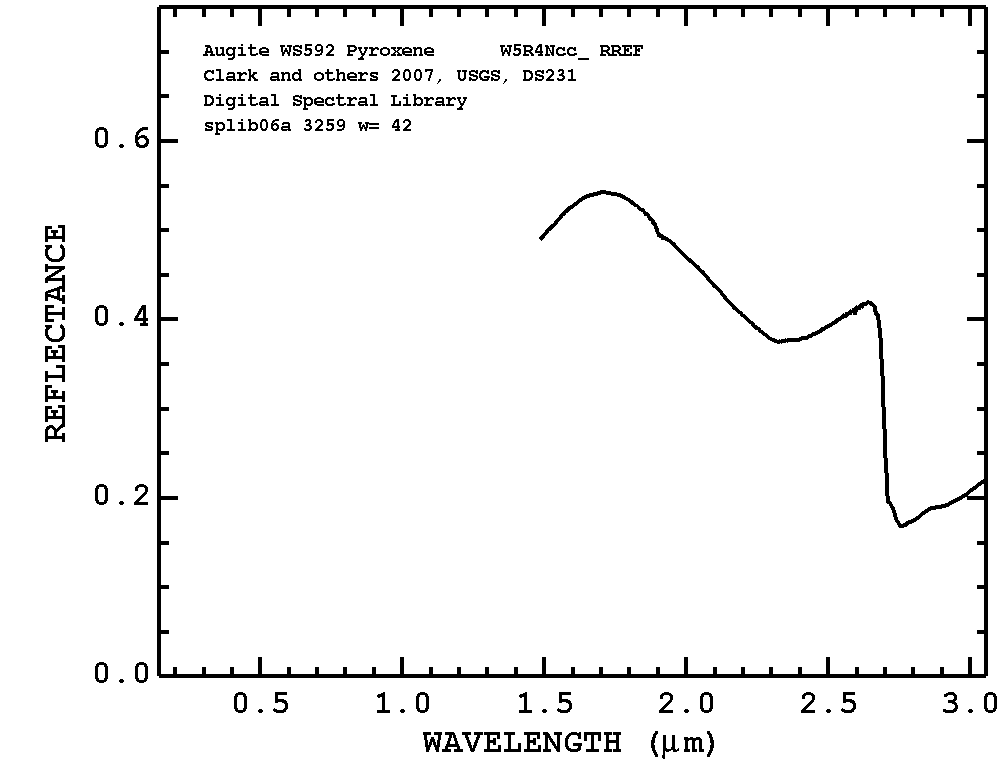 Augite WS592 Pyroxene W5R4Ncc_ RREF
Clark and others 2007, USGS, DS231
Digital Spectral Library
splib06a 3259 w= 42
0.6
0.4
0.2
0.0
REFLECTANCE
0.5 1.0 1.5 2.0 2.5 3.0
WAVELENGTH (μm)